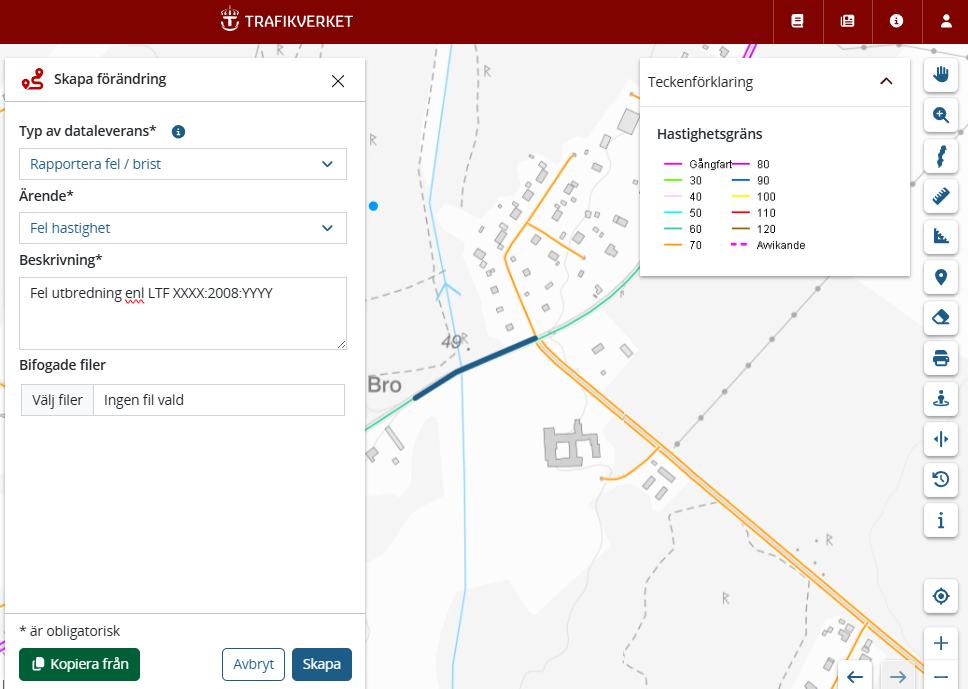 TRAFIKVERKET
Skapa förändring
Typ av dataleverans*
Rapportera fel / brist
Ärende*
Fel hastighet
Beskrivning*
Fel utbredning enl LTF XXXX:2008:YYYY
Bifogade filer
Välj filer Ingen fil vald
* är obligatorisk
Kopiera från Avbryt Skapa
Teckenförklaring
Hastighetsgräns
Gångfart 80
30 90
40 100
50 110
60 120
70 Avvikande
R
R
R
R
49 R
Bro
R
R